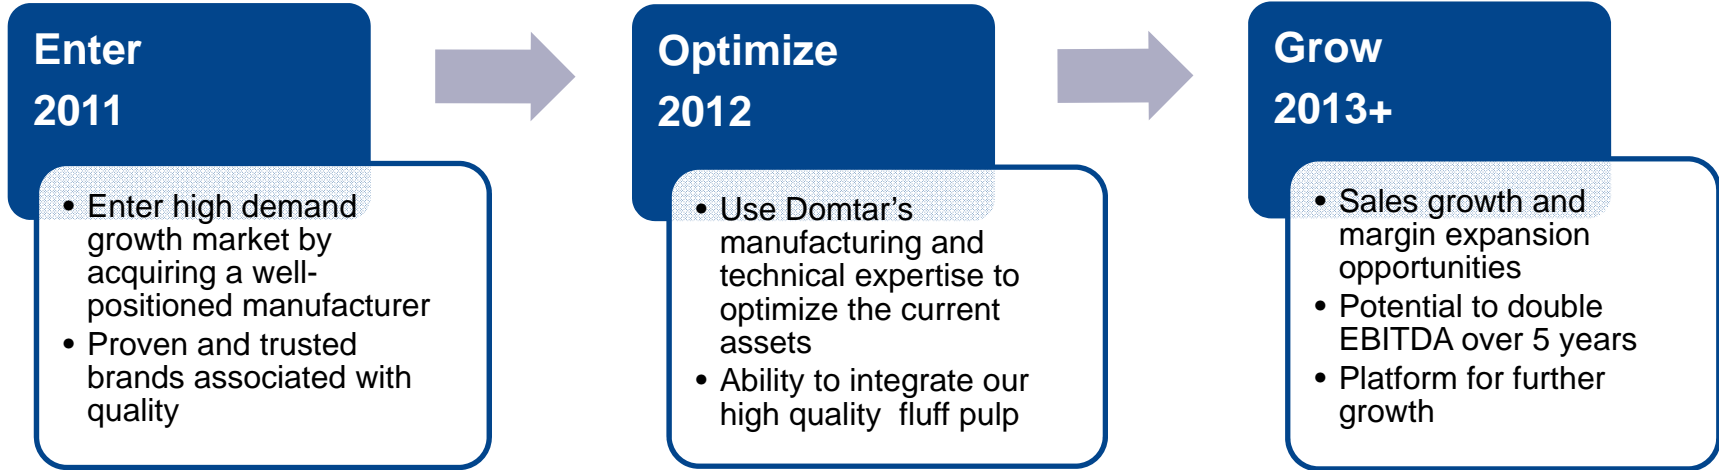 Enter
2011
• Enter high demand
growth market by
acquiring a well-
positioned manufacturer
• Proven and trusted
brands associated with
quality
Optimize
2012
• Use Domtar’s
manufacturing and
technical expertise to
optimize the current
assets
• Ability to integrate our
high quality  fluff pulp
Grow
2013+
• Sales growth and
margin expansion
opportunities
• Potential to double
EBITDA over 5 years
• Platform for further
growth